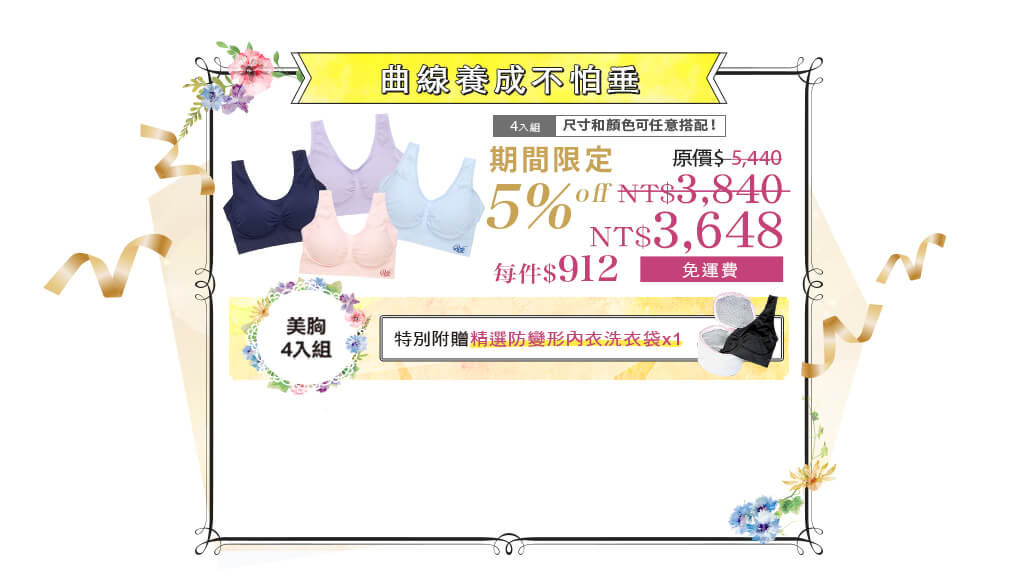 曲線養成不怕垂
4入組 尺寸和顏色可任意搭配！
期間限定
原價$ 5,440
5% off
NT$3,840
NT$3,648
每件$912
免運費
美胸
4入組
特別附贈精選防變形內衣洗衣袋x1